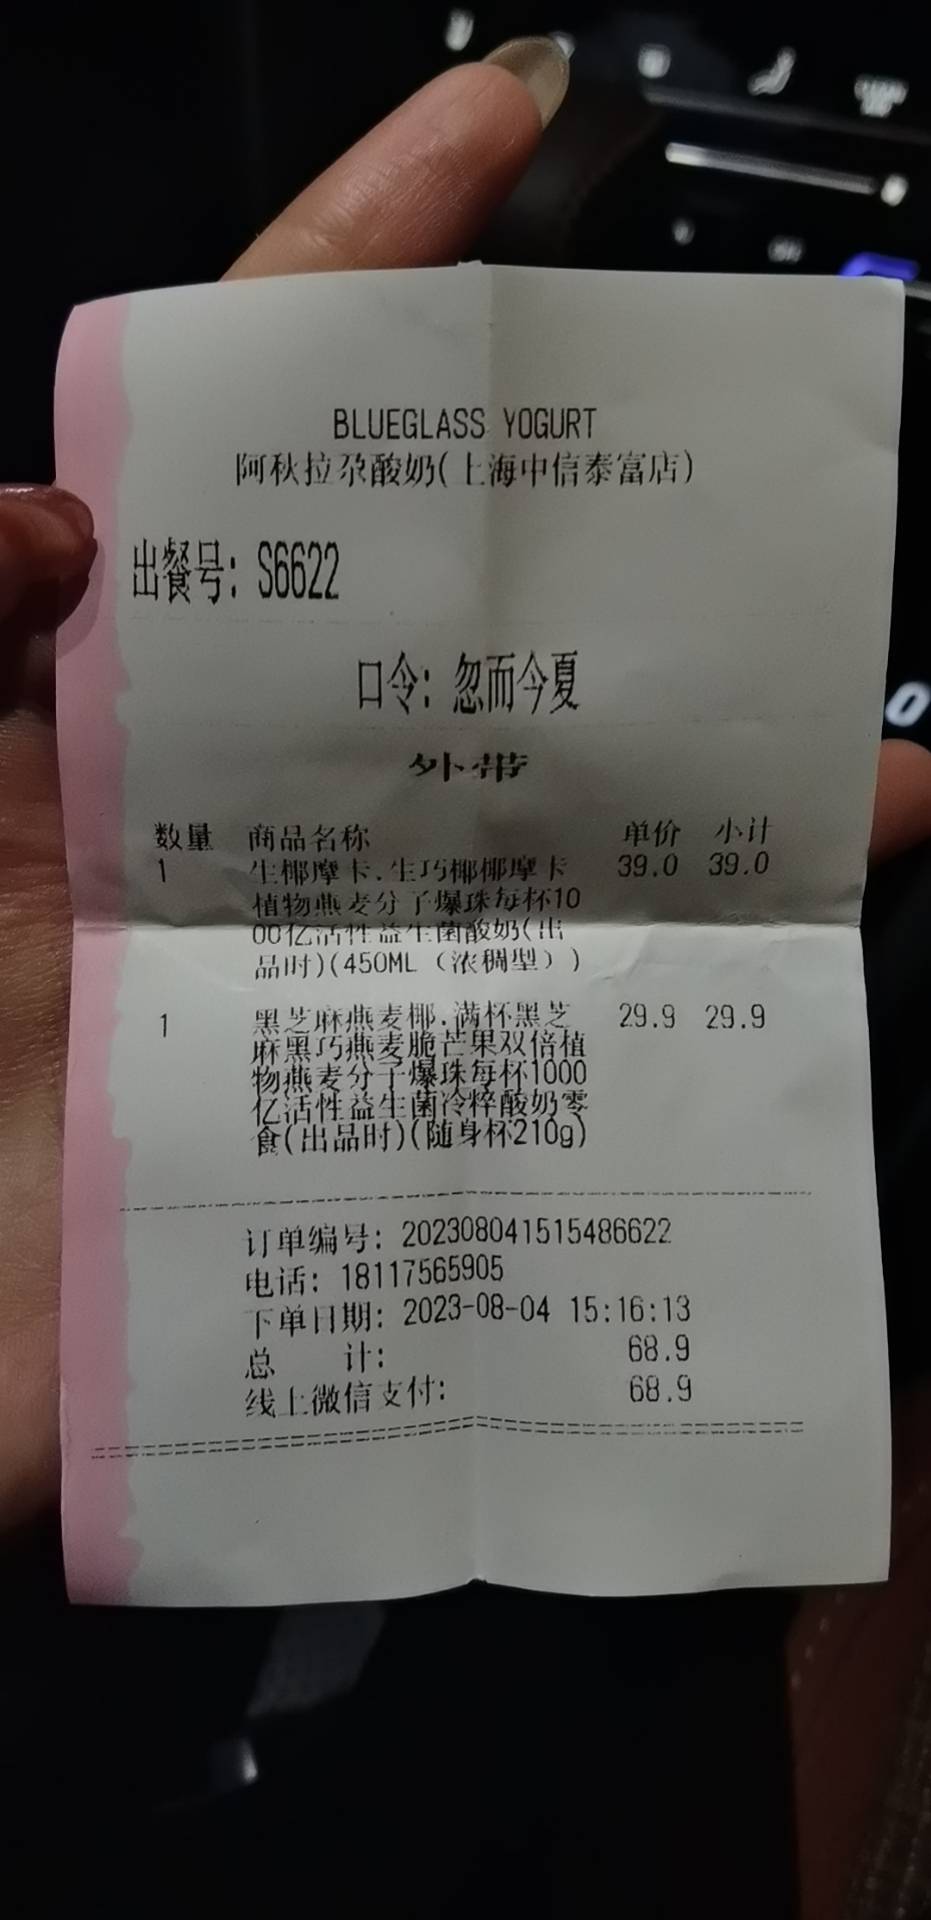 BLUEGLASS YOGURT
阿秋拉尕酸奶(上海中信泰富店)
出餐号: S6622
口令: 忽而今夏
外带
数量 商品名称 单价 小计
1 生椰摩卡.生巧椰椰摩卡 39.0 39.0
植物燕麦分子爆珠每杯10
00亿活性益生菌酸奶(出
品时)(450ML（浓稠型）)
1 黑芝麻燕麦椰.满杯黑芝 29.9 29.9
麻黑巧燕麦脆芒果双倍植
物燕麦分子爆珠每杯1000
亿活性益生菌冷粹酸奶零
食(出品时)(随身杯210g)
订单编号: 202308041515486622
电话: 18117565905
下单日期: 2023-08-04 15:16:13
总 计: 68.9
线上微信支付: 68.9